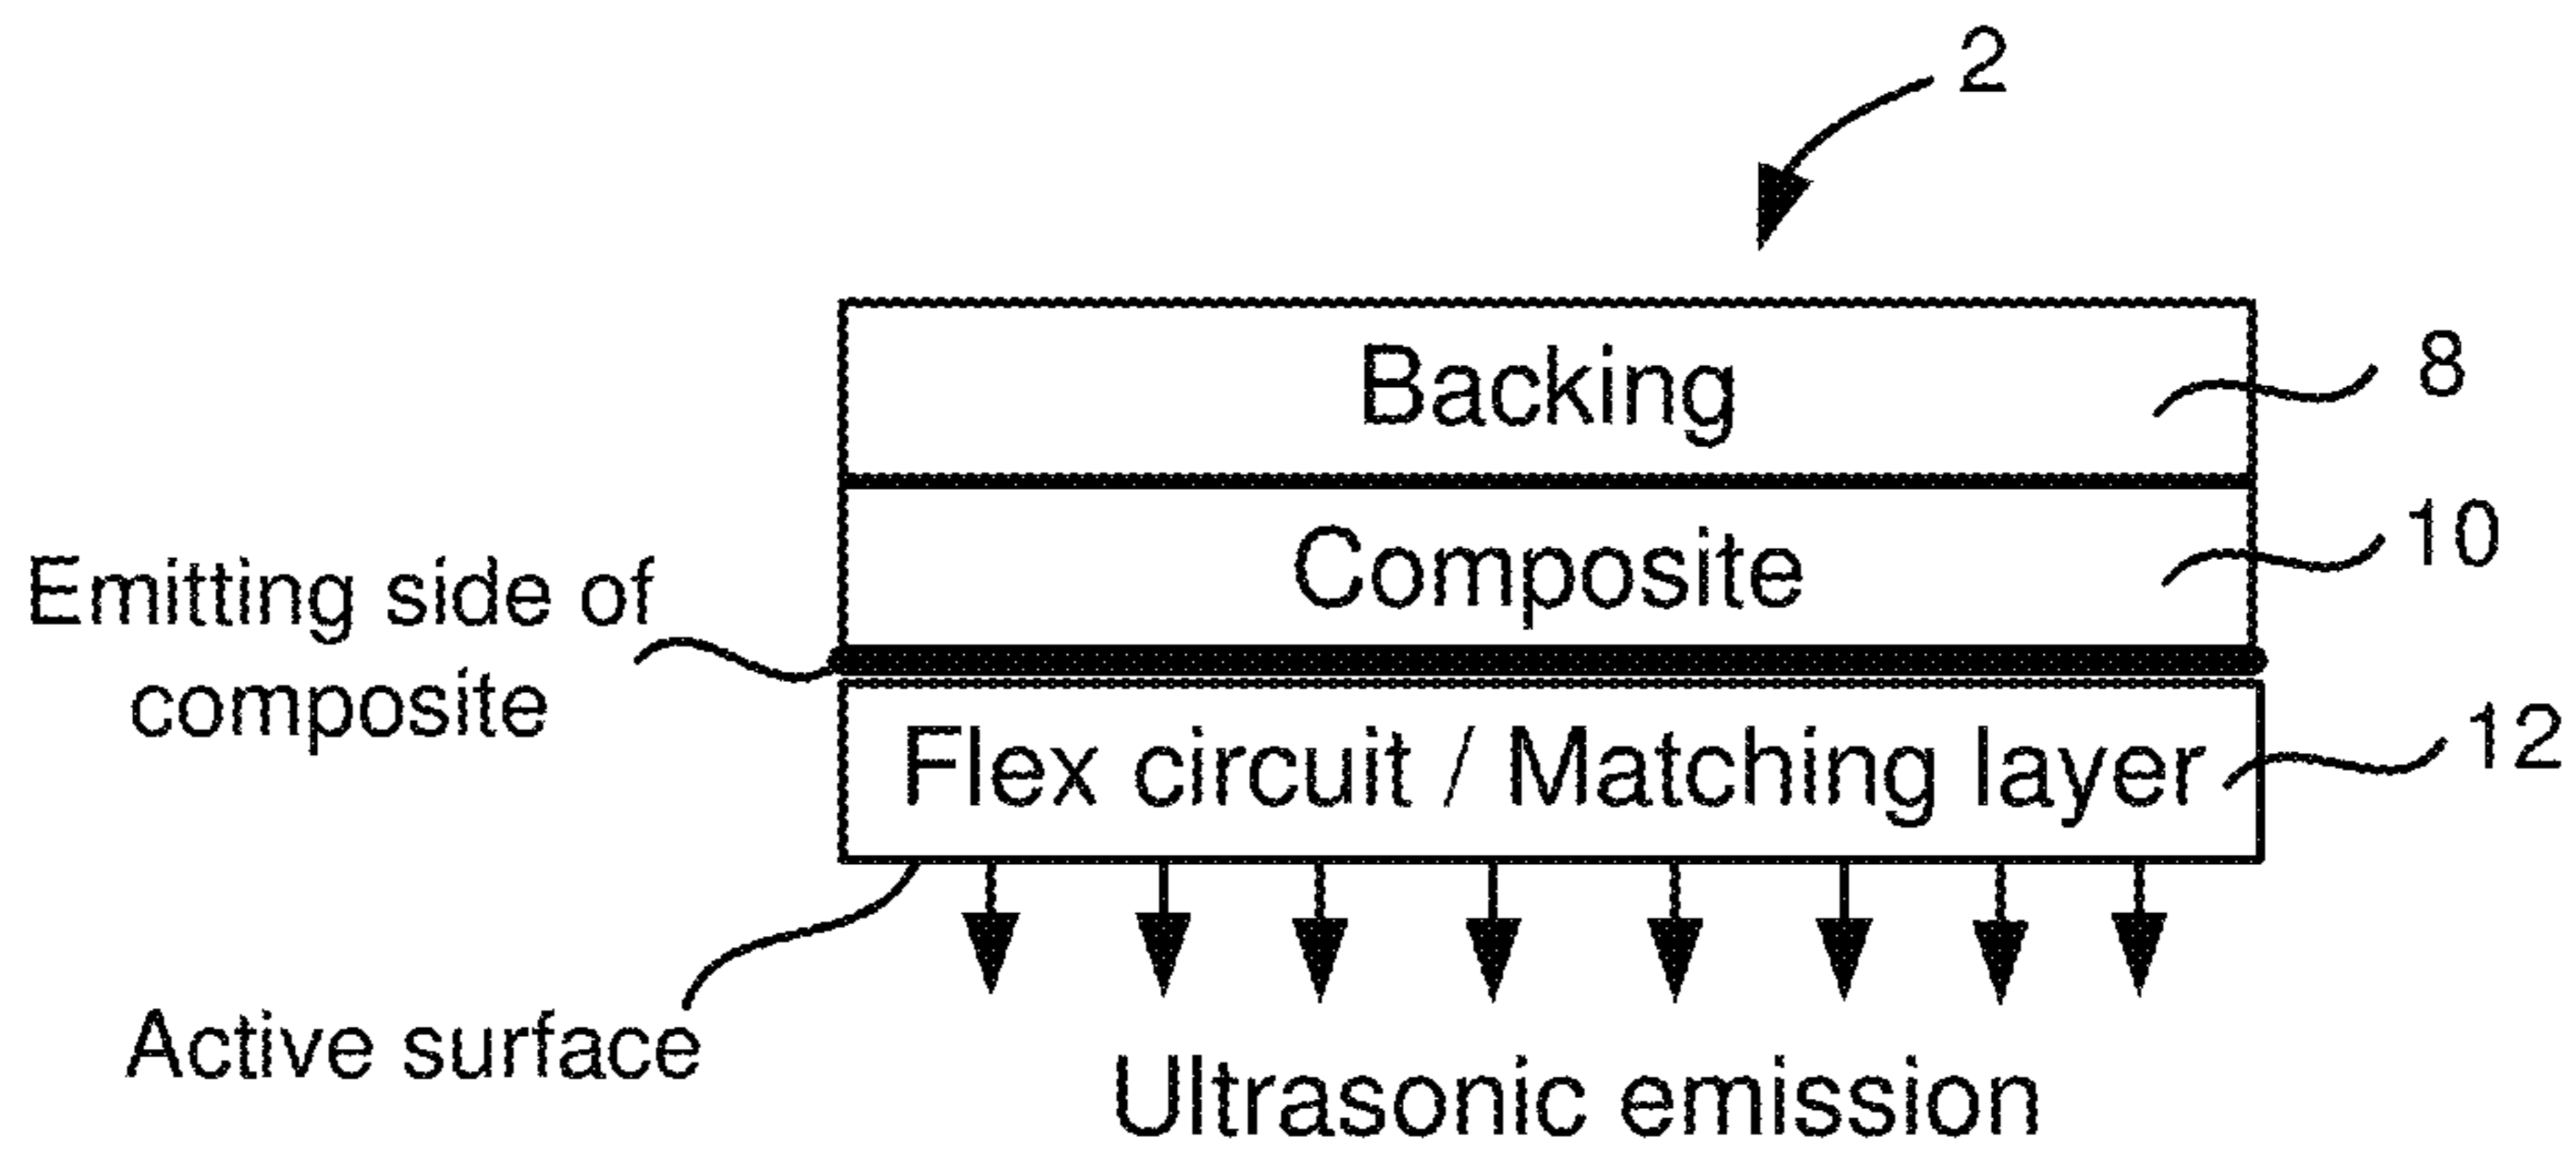 2
Backing
8
Composite
10
Emitting side of
composite
Flex circuit / Matching layer
12
Active surface
Ultrasonic emission